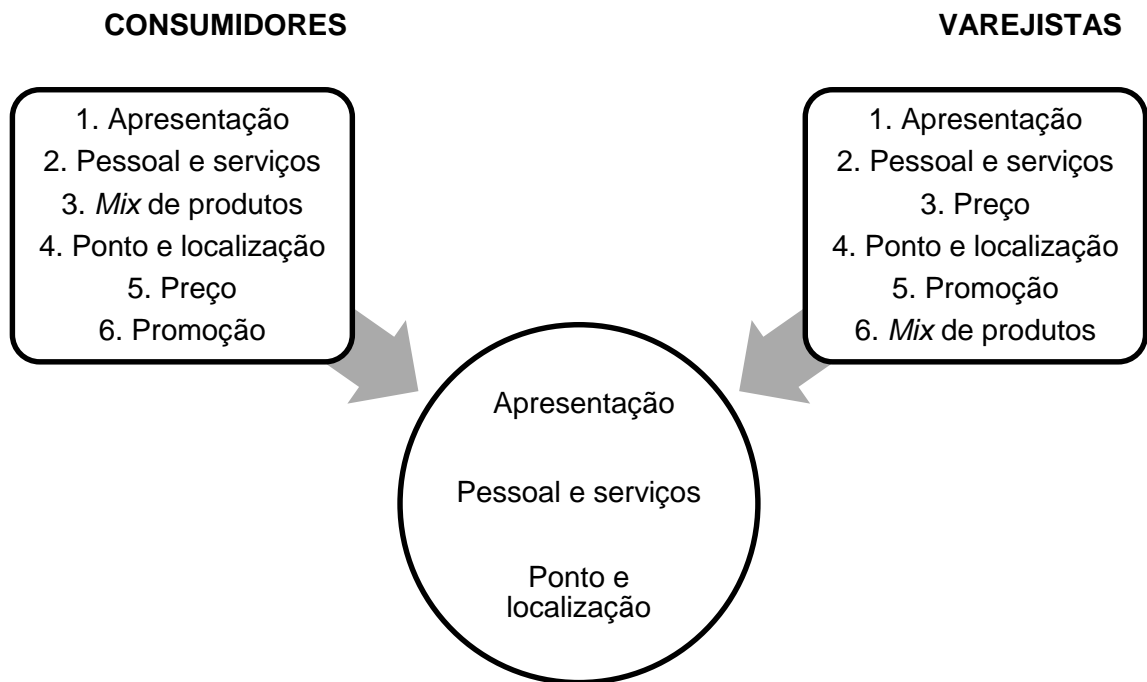 CONSUMIDORES
VAREJISTAS
1. Apresentação
2. Pessoal e serviços
3. Mix de produtos
4. Ponto e localização
5. Preço
6. Promoção
1. Apresentação
2. Pessoal e serviços
3. Preço
4. Ponto e localização
5. Promoção
6. Mix de produtos
Apresentação
Pessoal e serviços
Ponto e
localização